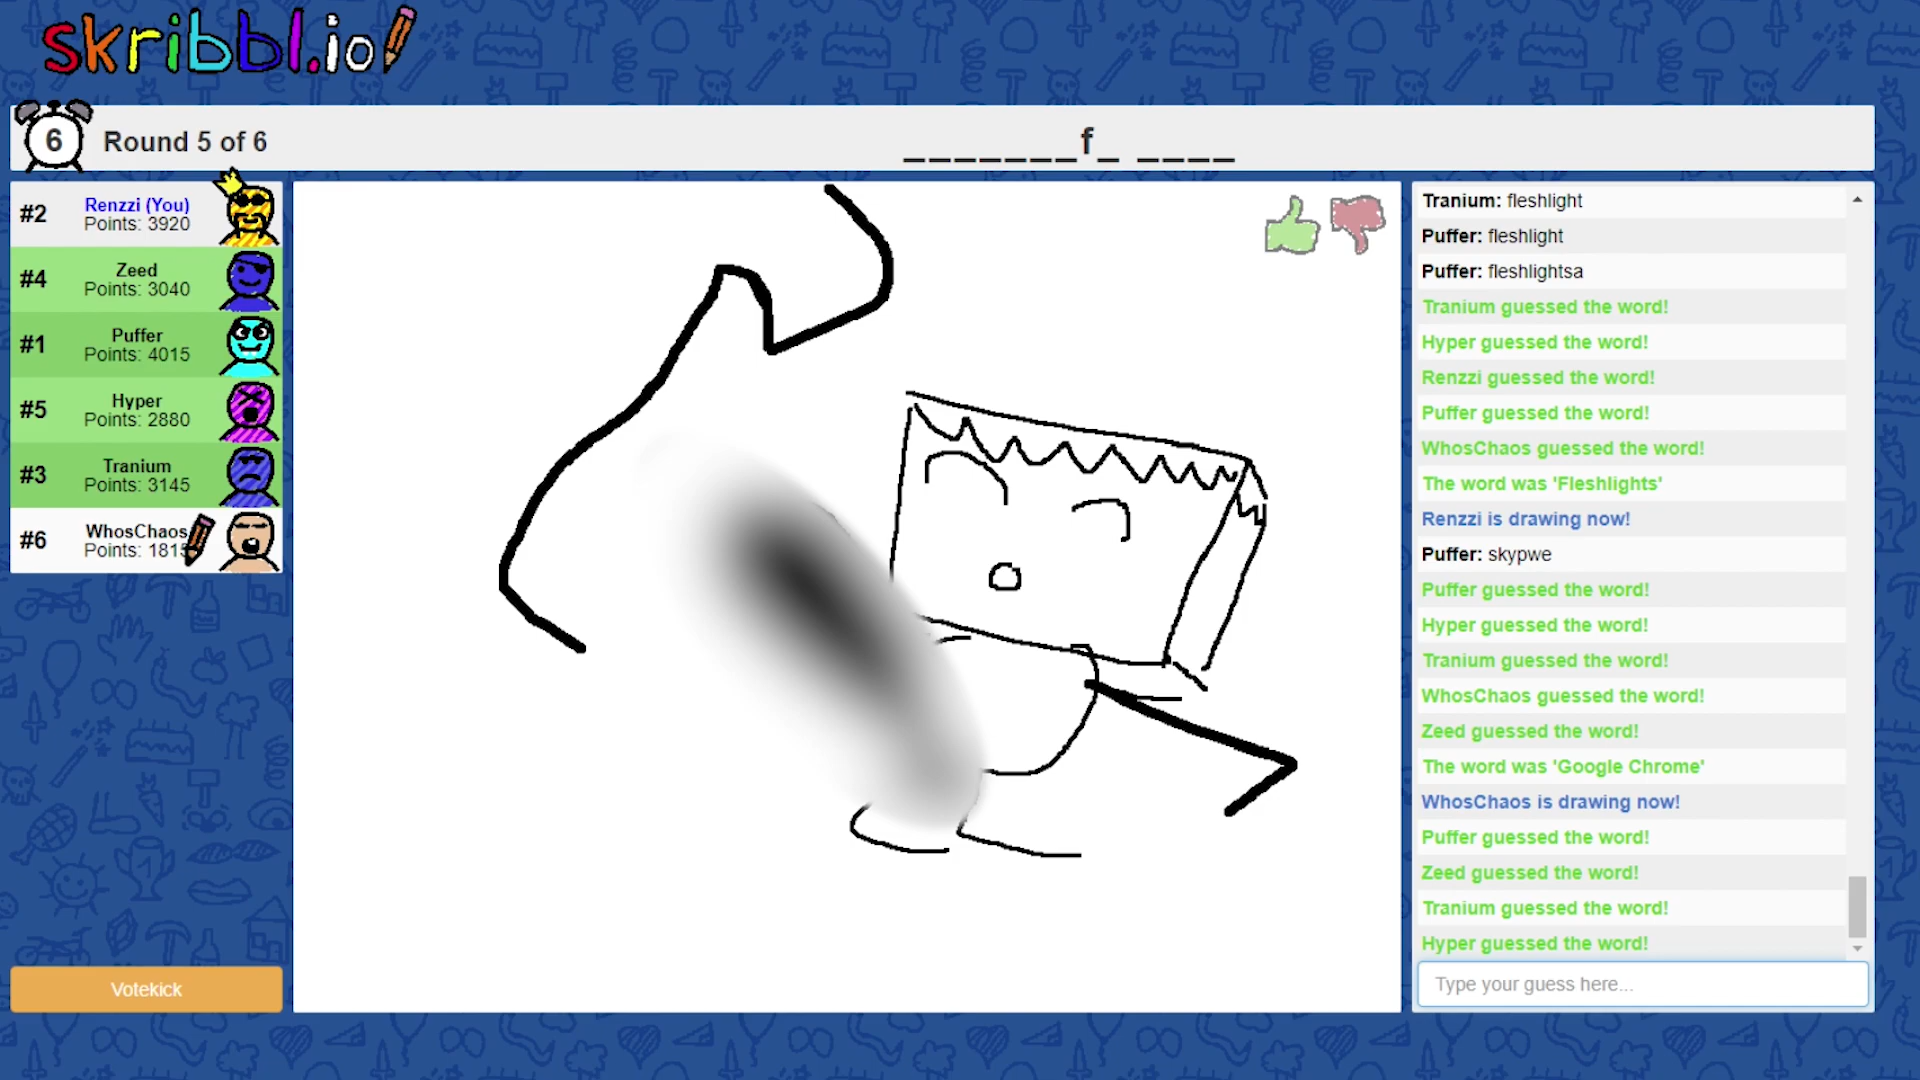 skribbl.io
6
Round 5 of 6
_______f_ ____
#2
Renzzi (You)
Points: 3920
#4
Zeed
Points: 3040
#1
Puffer
Points: 4015
#5
Hyper
Points: 2880
#3
Tranium
Points: 3145
#6
WhosChaos
Points: 1815
Votekick
Tranium: fleshlight
Puffer: fleshlight
Puffer: fleshlightsa
Tranium guessed the word!
Hyper guessed the word!
Renzzi guessed the word!
Puffer guessed the word!
WhosChaos guessed the word!
The word was 'Fleshlights'
Renzzi is drawing now!
Puffer: skypwe
Puffer guessed the word!
Hyper guessed the word!
Tranium guessed the word!
WhosChaos guessed the word!
Zeed guessed the word!
The word was 'Google Chrome'
WhosChaos is drawing now!
Puffer guessed the word!
Zeed guessed the word!
Tranium guessed the word!
Hyper guessed the word!
Type your guess here...